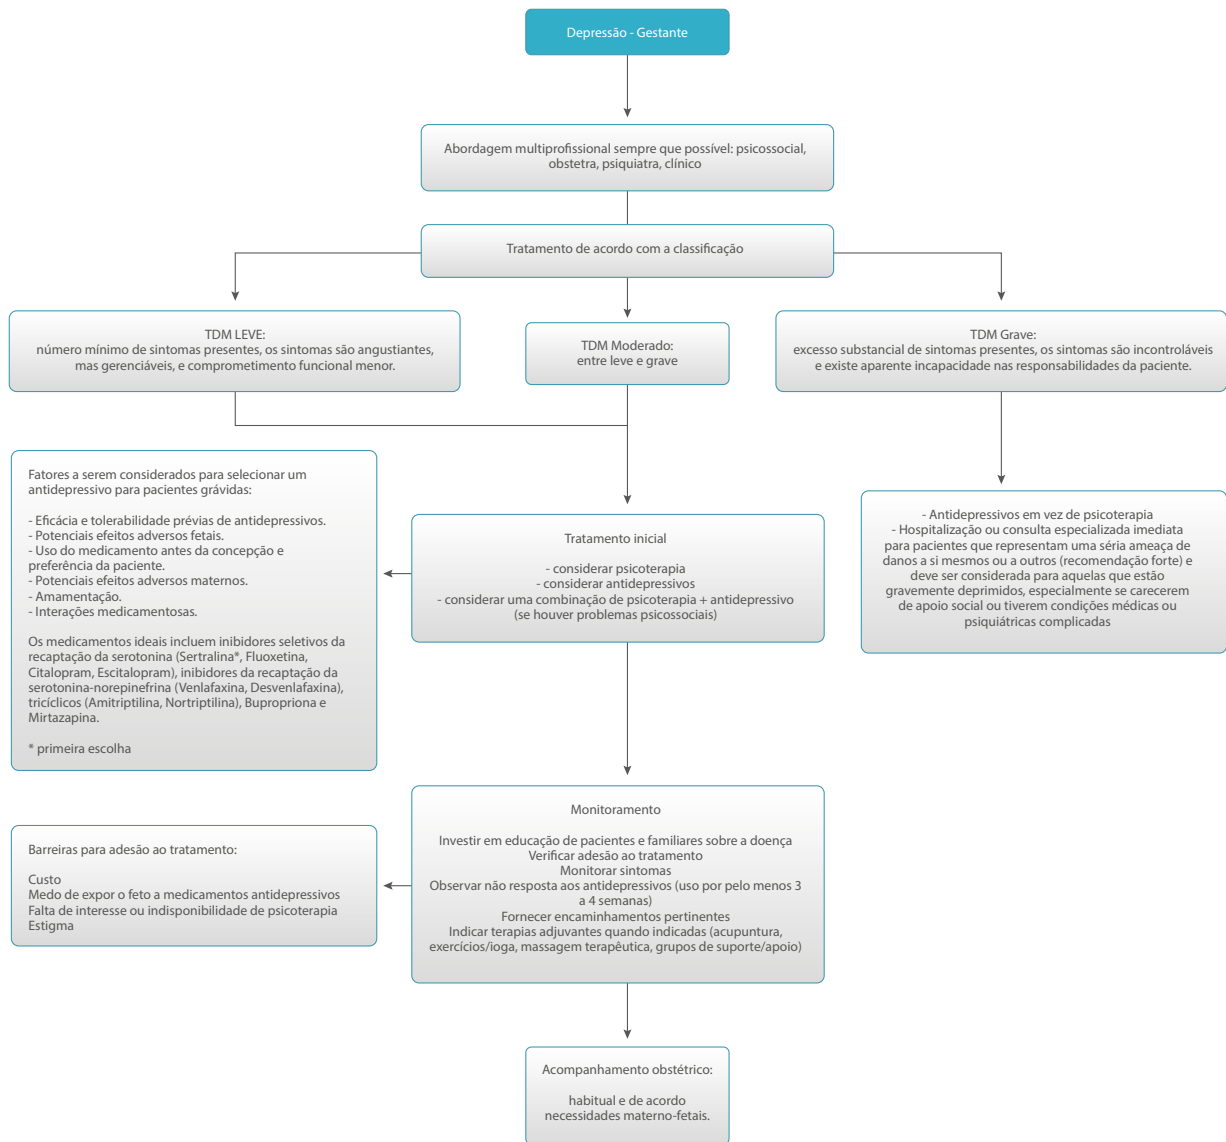 Depressão - Gestante
Abordagem multiprofissional sempre que possível: psicossocial,
obstetra, psiquiatra, clínico
Tratamento de acordo com a classificação
TDM LEVE:
número mínimo de sintomas presentes, os sintomas são angustiantes,
mas gerenciáveis, e comprometimento funcional menor.
TDM Moderado:
entre leve e grave
TDM Grave:
excesso substancial de sintomas presentes, os sintomas são incontroláveis
e existe aparente incapacidade nas responsabilidades da paciente.
Fatores a serem considerados para selecionar um
antidepressivo para pacientes grávidas:
- Eficácia e tolerabilidade prévias de antidepressivos.
- Potenciais efeitos adversos fetais.
- Uso do medicamento antes da concepção e
preferência da paciente.
- Potenciais efeitos adversos maternos.
- Amamentação.
- Interações medicamentosas.
Os medicamentos ideais incluem inibidores seletivos da
recaptação da serotonina (Sertralina*, Fluoxetina,
Citalopram, Escitalopram), inibidores da recaptação da
serotonina-norepinefrina (Venlafaxina, Desvenlafaxina),
tricíclicos (Amitriptilina, Nortriptilina), Bupropriona e
Mirtazapina.
* primeira escolha
Tratamento inicial
- considerar psicoterapia
- considerar antidepressivos
- considerar uma combinação de psicoterapia + antidepressivo
(se houver problemas psicossociais)
- Antidepressivos em vez de psicoterapia
- Hospitalização ou consulta especializada imediata
para pacientes que representam uma séria ameaça de
danos a si mesmos ou a outros (recomendação forte) e
deve ser considerada para aquelas que estão
gravemente deprimidos, especialmente se carecerem
de apoio social ou tiverem condições médicas ou
psiquiátricas complicadas
Monitoramento
Investir em educação de pacientes e familiares sobre a doença
Verificar adesão ao tratamento
Monitorar sintomas
Observar não resposta aos antidepressivos (uso por pelo menos 3
a 4 semanas)
Fornecer encaminhamentos pertinentes
Indicar terapias adjuvantes quando indicadas (acupuntura,
exercícios/ioga, massagem terapêutica, grupos de suporte/apoio)
Barreiras para adesão ao tratamento:
Custo
Medo de expor o feto a medicamentos antidepressivos
Falta de interesse ou indisponibilidade de psicoterapia
Estigma
Acompanhamento obstétrico:
habitual e de acordo
necessidades materno-fetais.